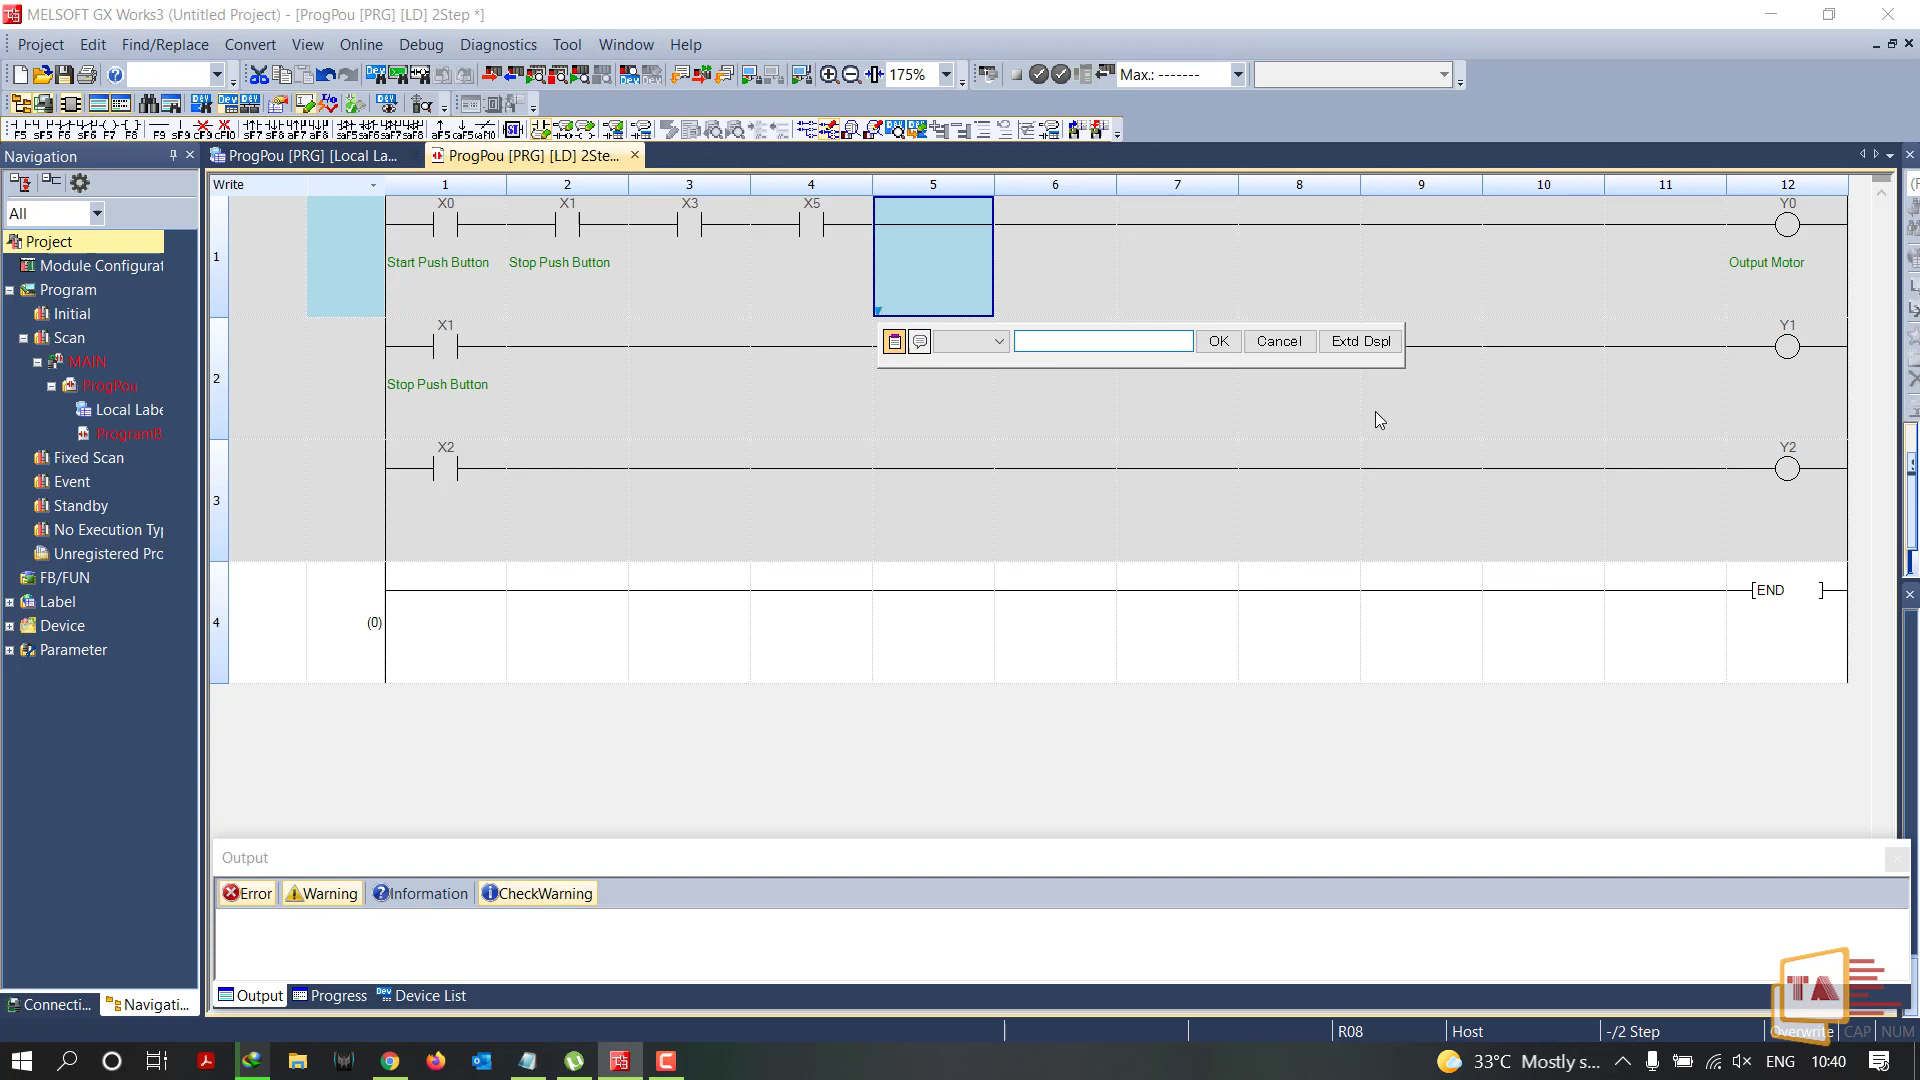 MELSOFT GX Works3 (Untitled Project) - [ProgPou [PRG] [LD] 2Step *]
Project Edit Find/Replace Convert View Online Debug Diagnostics Tool Window Help
175%
Max.: -------
Navigation
ProgPou [PRG] [Local La...
ProgPou [PRG] [LD] 2Ste...
All
Write 1 2 3 4 5 6 7 8 9 10 11 12
Project
Module Configurat
Program
Initial
Scan
MAIN
ProgPou
Local Labe
ProgramB
Fixed Scan
Event
Standby
No Execution Typ
Unregistered Pro
FB/FUN
Label
Device
Parameter
X0 X1 X3 X5 Y0
1
Start Push Button Stop Push Button Output Motor
X1 Y1
OK Cancel Extd Dspl
2
Stop Push Button
X2 Y2
3
[END ]
4 (0)
Output
Error Warning Information CheckWarning
Output Progress Device List
Connecti... Navigati...
R08 Host -/2 Step Overwrite CAP NUM
TA
33°C Mostly s... ENG 10:40